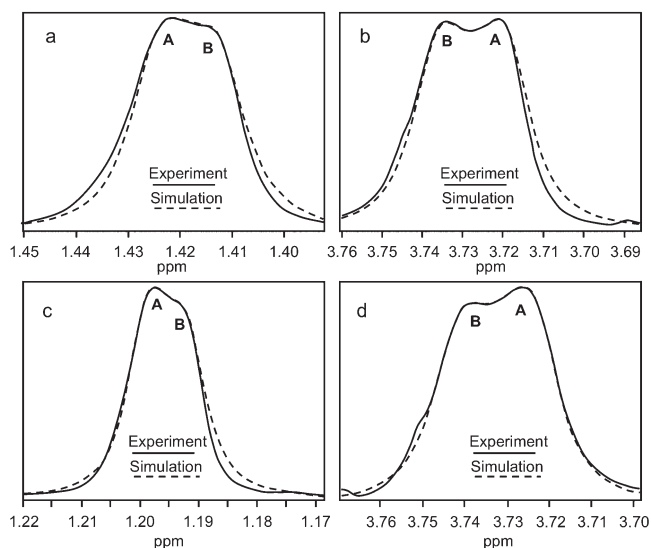 a
A
B
Experiment
Simulation
1.45 1.44 1.43 1.42 1.41 1.40
ppm
b
B
A
Experiment
Simulation
3.76 3.75 3.74 3.73 3.72 3.71 3.70 3.69
ppm
c
A
B
Experiment
Simulation
1.22 1.21 1.20 1.19 1.18 1.17
ppm
d
B
A
Experiment
Simulation
3.76 3.75 3.74 3.73 3.72 3.71 3.70
ppm